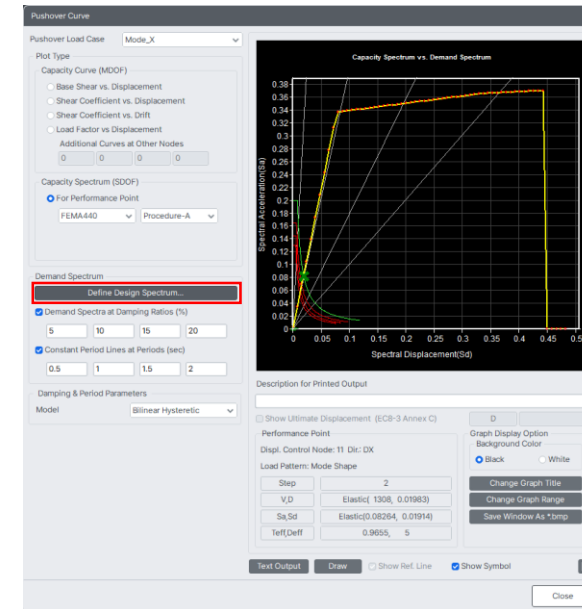 Pushover Curve
Pushover Load Case Mode_X
Plot Type
Capacity Curve (MDOF)
Base Shear vs. Displacement
Shear Coefficient vs. Displacement
Shear Coefficient vs. Drift
Load Factor vs Displacement
Additional Curves at Other Nodes
0 0 0 0
Capacity Spectrum (SDOF)
For Performance Point
FEMA440 Procedure-A
Demand Spectrum
Define Design Spectrum...
Demand Spectra at Damping Ratios (%)
5 10 15 20
Constant Period Lines at Periods (sec)
0.5 1 1.5 2
Damping & Period Parameters
Model Bilinear Hysteretic
Capacity Spectrum vs. Demand Spectrum
Spectral Acceleration(Sa)
0.38
0.36
0.34
0.32
0.3
0.28
0.26
0.24
0.22
0.2
0.18
0.16
0.14
0.12
0.1
0.08
0.06
0.04
0.02
0 0.05 0.1 0.15 0.2 0.25 0.3 0.35 0.4 0.45 0.5
Spectral Displacement(Sd)
Description for Printed Output
Show Ultimate Displacement (EC8-3 Annex C) D
Performance Point
Displ. Control Node: 11 Dir.: DX
Load Pattern: Mode Shape
Step 2
V,D Elastic( 1308, 0.01983)
Sa,Sd Elastic(0.08264, 0.01914)
Teff,Deff 0.9655, 5
Graph Display Option
Background Color
Black White
Change Graph Title
Change Graph Range
Save Window As *.bmp
Text Output Draw Show Ref. Line Show Symbol
Close